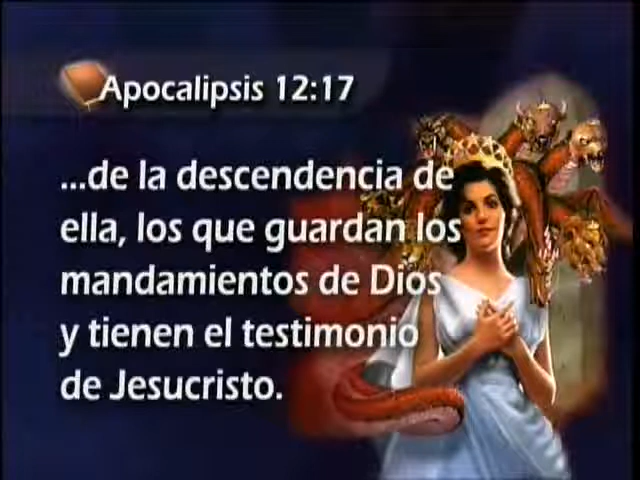 Apocalipsis 12:17
...de la descendencia de
ella, los que guardan los
mandamientos de Dios
y tienen el testimonio
de Jesucristo.